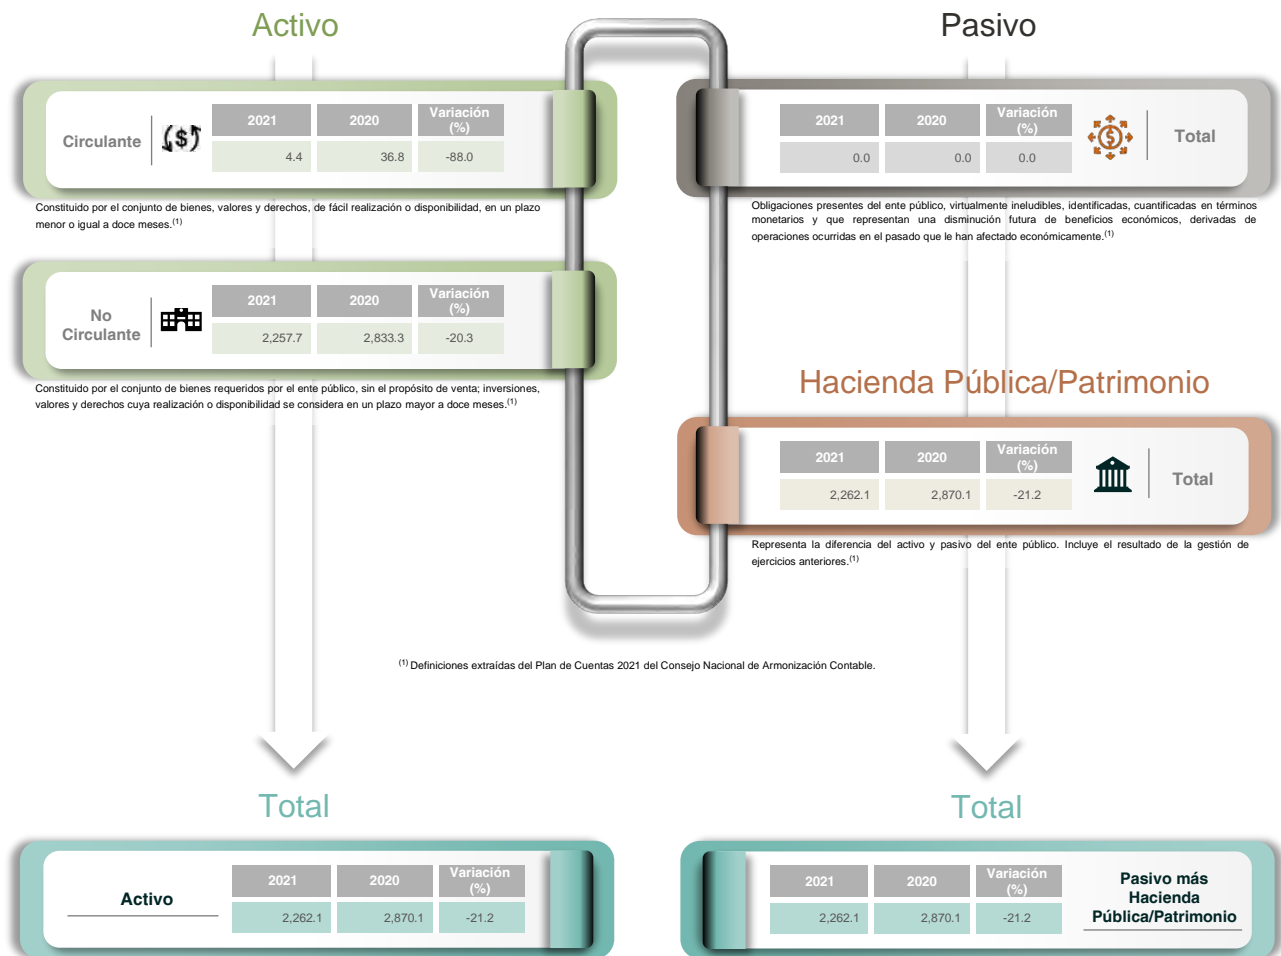 Activo
Circulante
2021 2020 Variación (%)
4.4 36.8 -88.0
Constituido por el conjunto de bienes, valores y derechos, de fácil realización o disponibilidad, en un plazo
menor o igual a doce meses.(1)
No
Circulante
2021 2020 Variación (%)
2,257.7 2,833.3 -20.3
Constituido por el conjunto de bienes requeridos por el ente público, sin el propósito de venta; inversiones,
valores y derechos cuya realización o disponibilidad se considera en un plazo mayor a doce meses.(1)
Pasivo
2021 2020 Variación (%)
0.0 0.0 0.0
Total
Obligaciones presentes del ente público, virtualmente ineludibles, identificadas, cuantificadas en términos
monetarios y que representan una disminución futura de beneficios económicos, derivadas de
operaciones ocurridas en el pasado que le han afectado económicamente.(1)
Hacienda Pública/Patrimonio
2021 2020 Variación (%)
2,262.1 2,870.1 -21.2
Total
Representa la diferencia del activo y pasivo del ente público. Incluye el resultado de la gestión de
ejercicios anteriores.(1)
(1) Definiciones extraídas del Plan de Cuentas 2021 del Consejo Nacional de Armonización Contable.
Total
Activo
2021 2020 Variación (%)
2,262.1 2,870.1 -21.2
Total
2021 2020 Variación (%)
2,262.1 2,870.1 -21.2
Pasivo más
Hacienda
Pública/Patrimonio